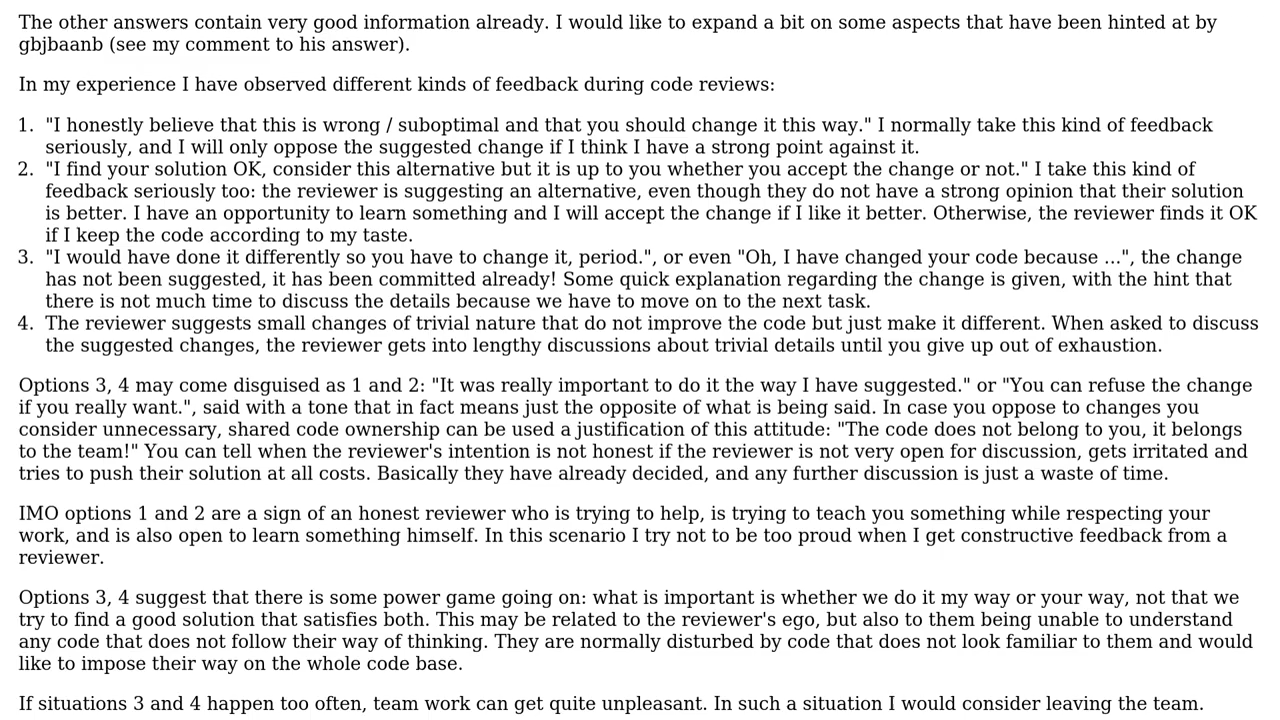 The other answers contain very good information already. I would like to expand a bit on some aspects that have been hinted at by
gbjbaanb (see my comment to his answer).
In my experience I have observed different kinds of feedback during code reviews:
1. "I honestly believe that this is wrong / suboptimal and that you should change it this way." I normally take this kind of feedback
seriously, and I will only oppose the suggested change if I think I have a strong point against it.
2. "I find your solution OK, consider this alternative but it is up to you whether you accept the change or not." I take this kind of
feedback seriously too: the reviewer is suggesting an alternative, even though they do not have a strong opinion that their solution
is better. I have an opportunity to learn something and I will accept the change if I like it better. Otherwise, the reviewer finds it OK
if I keep the code according to my taste.
3. "I would have done it differently so you have to change it, period.", or even "Oh, I have changed your code because ...", the change
has not been suggested, it has been committed already! Some quick explanation regarding the change is given, with the hint that
there is not much time to discuss the details because we have to move on to the next task.
4. The reviewer suggests small changes of trivial nature that do not improve the code but just make it different. When asked to discuss
the suggested changes, the reviewer gets into lengthy discussions about trivial details until you give up out of exhaustion.
Options 3, 4 may come disguised as 1 and 2: "It was really important to do it the way I have suggested." or "You can refuse the change
if you really want.", said with a tone that in fact means just the opposite of what is being said. In case you oppose to changes you
consider unnecessary, shared code ownership can be used a justification of this attitude: "The code does not belong to you, it belongs
to the team!" You can tell when the reviewer's intention is not honest if the reviewer is not very open for discussion, gets irritated and
tries to push their solution at all costs. Basically they have already decided, and any further discussion is just a waste of time.
IMO options 1 and 2 are a sign of an honest reviewer who is trying to help, is trying to teach you something while respecting your
work, and is also open to learn something himself. In this scenario I try not to be too proud when I get constructive feedback from a
reviewer.
Options 3, 4 suggest that there is some power game going on: what is important is whether we do it my way or your way, not that we
try to find a good solution that satisfies both. This may be related to the reviewer's ego, but also to them being unable to understand
any code that does not follow their way of thinking. They are normally disturbed by code that does not look familiar to them and would
like to impose their way on the whole code base.
If situations 3 and 4 happen too often, team work can get quite unpleasant. In such a situation I would consider leaving the team.